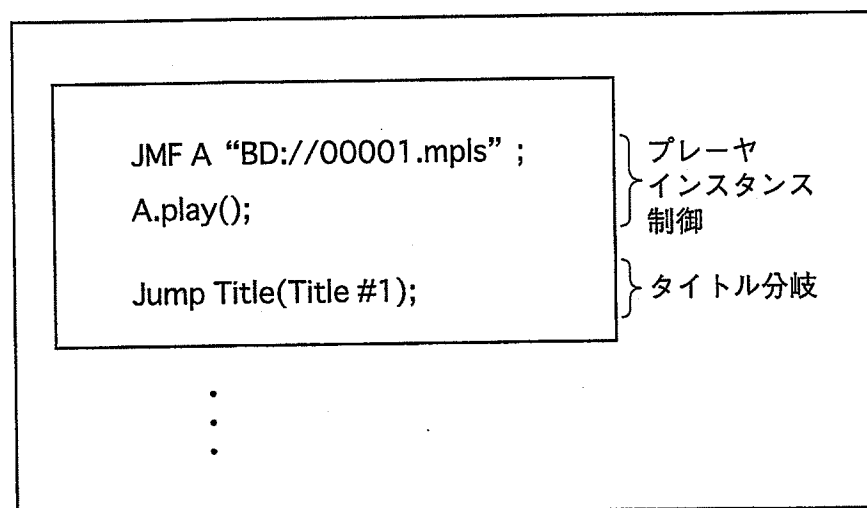 JMF A “BD://00001.mpls” ;
A.play();
Jump Title(Title #1);
プレーヤ
インスタンス
制御
タイトル分岐